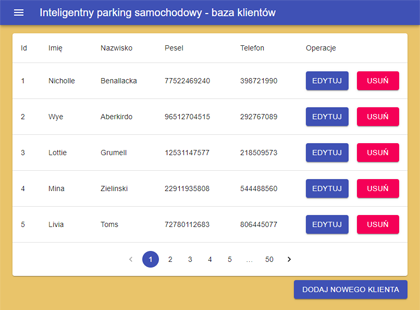 Inteligentny parking samochodowy - baza klientów
Id Imię Nazwisko Pesel Telefon Operacje
1 Nicholle Benallacka 77522469240 398721990 EDYTUJ USUŃ
2 Wye Aberkirdo 96512704515 292767089 EDYTUJ USUŃ
3 Lottie Grumell 12531147577 218509573 EDYTUJ USUŃ
4 Mina Zielinski 22911935808 544488560 EDYTUJ USUŃ
5 Livia Toms 72780112683 806445077 EDYTUJ USUŃ
1 2 3 4 5 ... 50
DODAJ NOWEGO KLIENTA